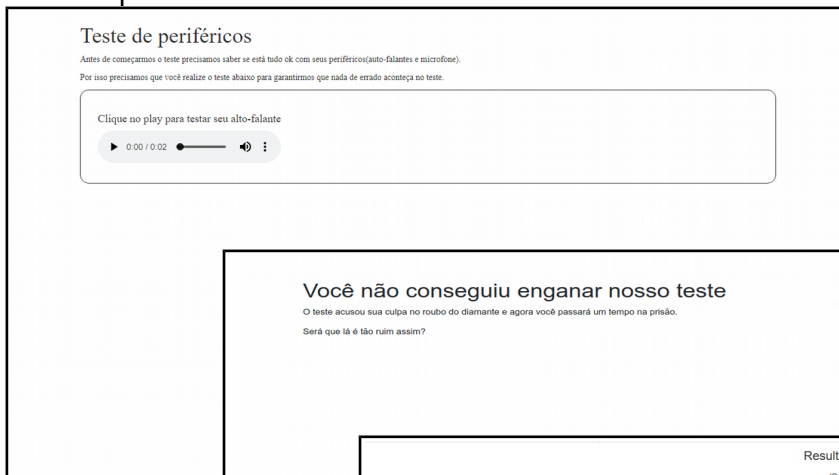 Teste de periféricos
Antes de começarmos o teste precisamos saber se está tudo ok com seus periféricos(auto-falantes e microfone).
Por isso precisamos que você realize o teste abaixo para garantirmos que nada de errado aconteça no teste.
Clique no play para testar seu alto-falante
0:00 / 0:02
Você não conseguiu enganar nosso teste
O teste acusou sua culpa no roubo do diamante e agora você passará um tempo na prisão.
Será que lá é tão ruim assim?
Result